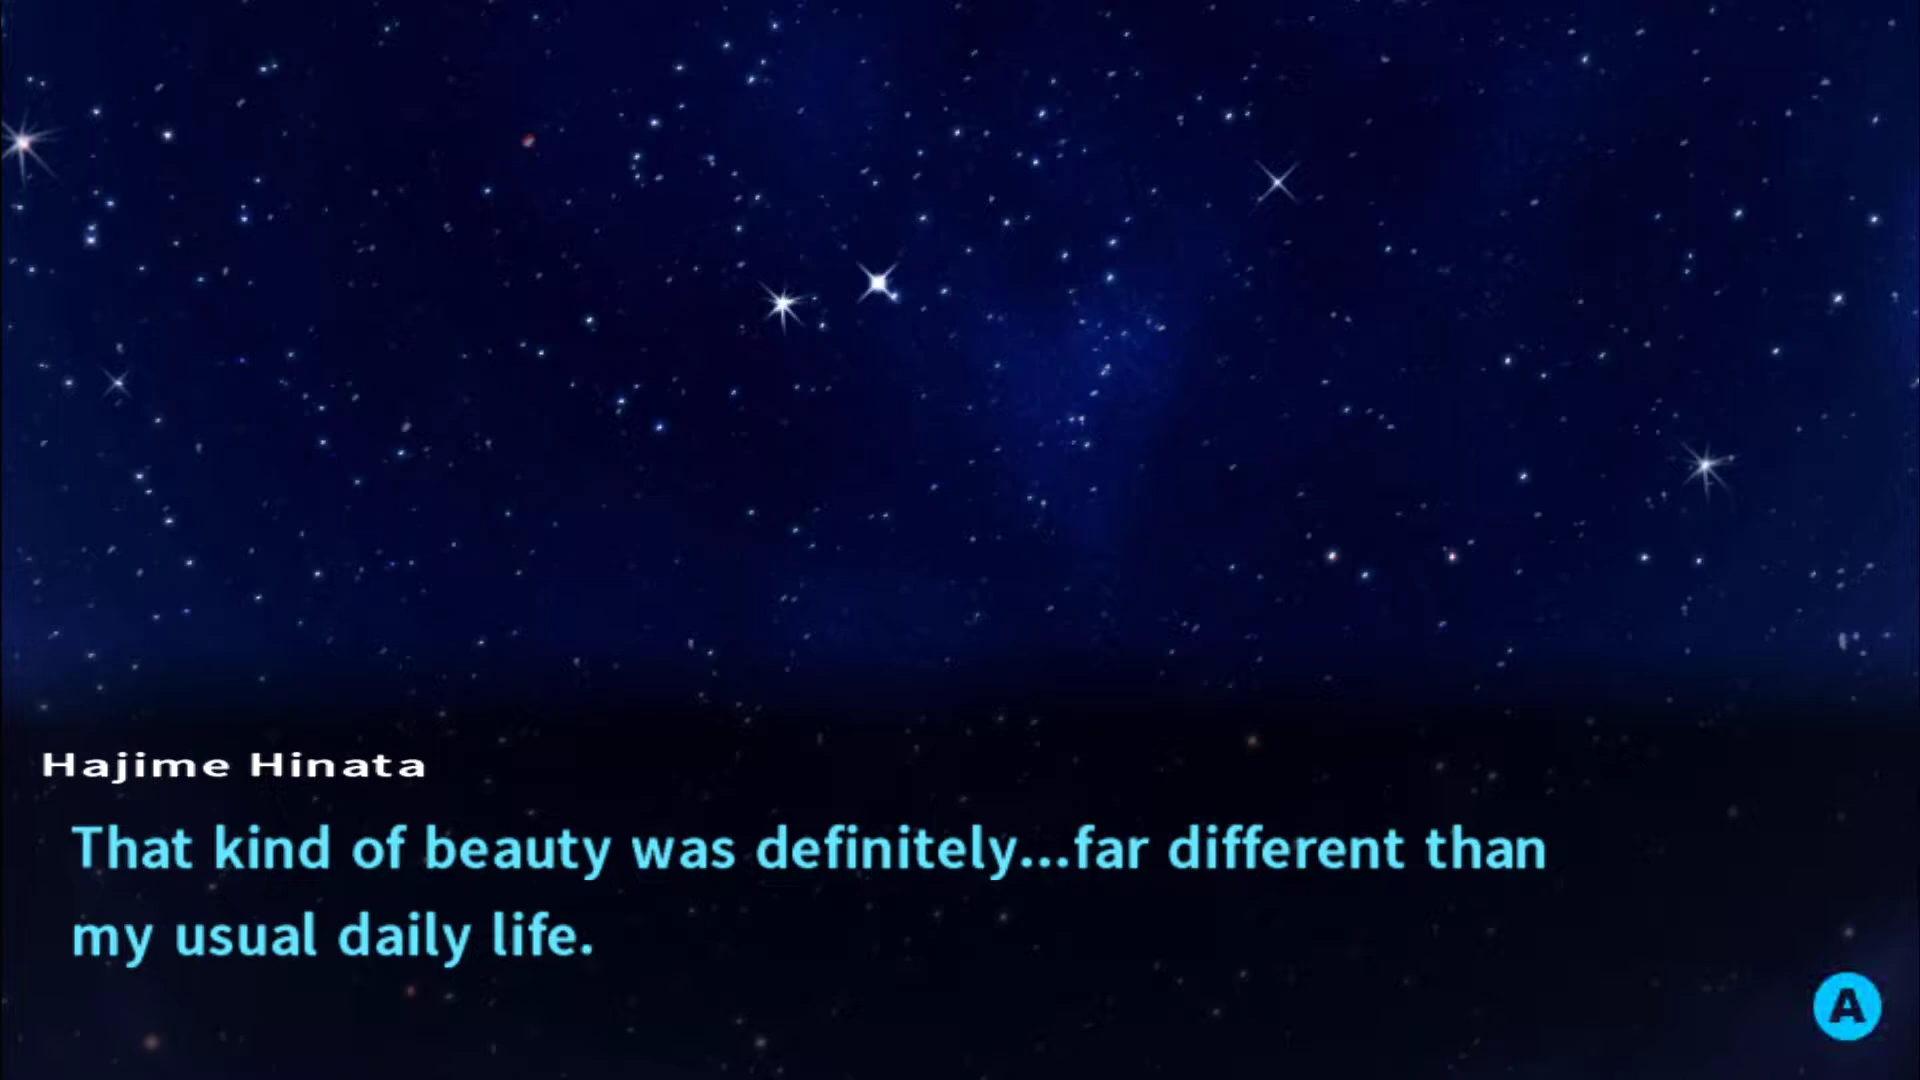 Hajime Hinata
That kind of beauty was definitely...far different than
my usual daily life.
A